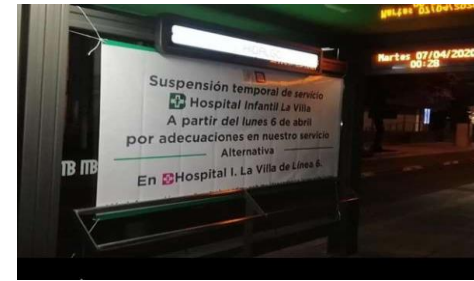 Martes 07/04/2020
00:28
Suspensión temporal de servicio
Hospital Infantil La Villa
A partir del lunes 6 de abril
por adecuaciones en nuestro servicio
Alternativa
En Hospital I. La Villa de Línea 6.
MB MB